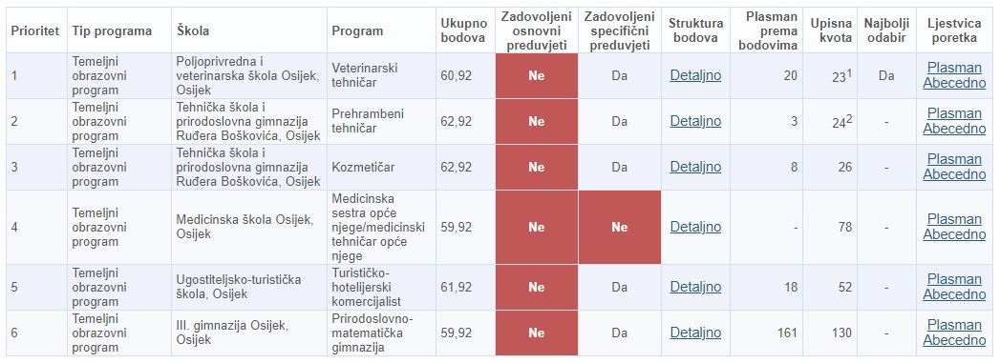 Prioritet Tip programa Škola Program Ukupno bodova Zadovoljeni osnovni preduvjeti Zadovoljeni specifični preduvjeti Struktura bodova Plasman prema bodovima Upisna kvota Najbolji odabir Ljestvica poretka
1 Temeljni obrazovni program Poljoprivredna i veterinarska škola Osijek, Osijek Veterinarski tehničar 60,92 Ne Da Detaljno 20 23¹ Da Plasman Abecedno
2 Temeljni obrazovni program Tehnička škola i prirodoslovna gimnazija Ruđera Boškovića, Osijek Prehrambeni tehničar 62,92 Ne Da Detaljno 3 24² - Plasman Abecedno
3 Temeljni obrazovni program Tehnička škola i prirodoslovna gimnazija Ruđera Boškovića, Osijek Kozmetičar 62,92 Ne Da Detaljno 8 26 - Plasman Abecedno
4 Temeljni obrazovni program Medicinska škola Osijek, Osijek Medicinska sestra opće njege/medicinski tehničar opće njege 59,92 Ne Ne Detaljno - 78 - Plasman Abecedno
5 Temeljni obrazovni program Ugostiteljsko-turistička škola, Osijek Turističko-hotelijerski komercijalist 61,92 Ne Da Detaljno 18 52 - Plasman Abecedno
6 Temeljni obrazovni program III. gimnazija Osijek, Osijek Prirodoslovno-matematička gimnazija 59,92 Ne Da Detaljno 161 130 - Plasman Abecedno